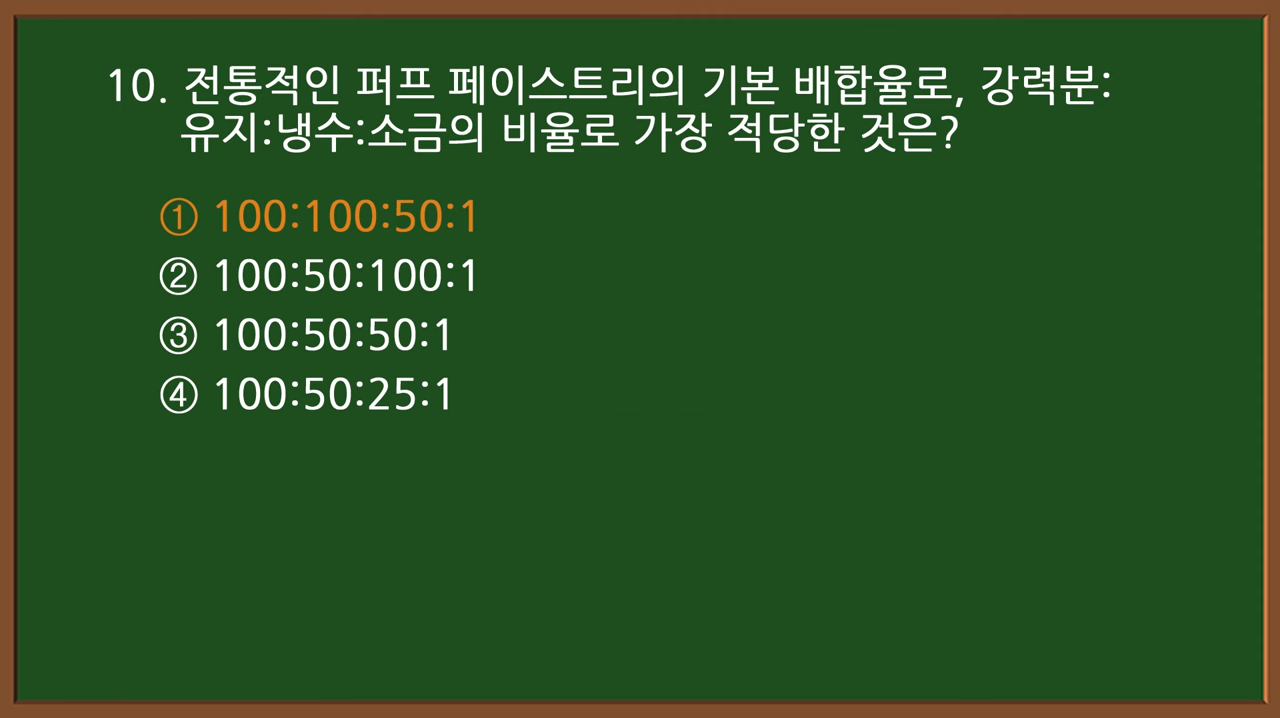 10. 전통적인 퍼프 페이스트리의 기본 배합율로, 강력분:
유지:냉수:소금의 비율로 가장 적당한 것은?
① 100:100:50:1
② 100:50:100:1
③ 100:50:50:1
④ 100:50:25:1